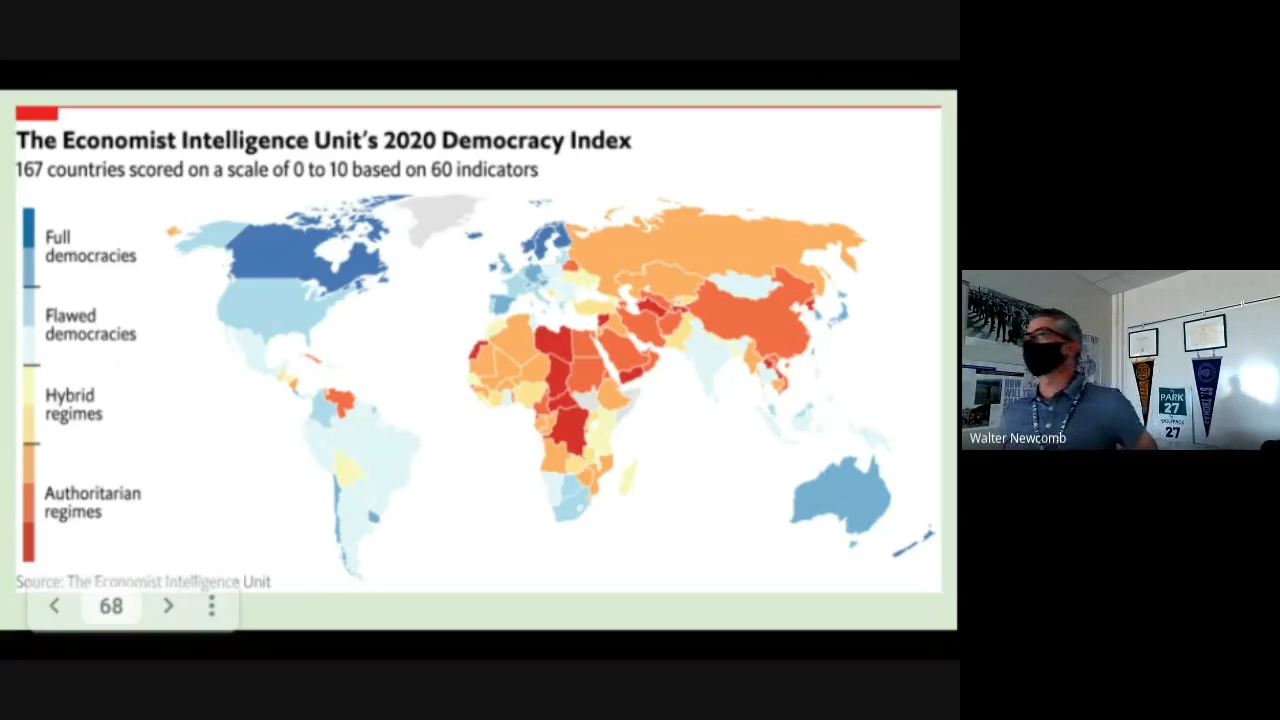 The Economist Intelligence Unit's 2020 Democracy Index
167 countries scored on a scale of 0 to 10 based on 60 indicators
Full
democracies
Flawed
democracies
Hybrid
regimes
Authoritarian
regimes
Source: The Economist Intelligence Unit
68
Walter Newcomb
PARK
27
27
ST. THOMAS